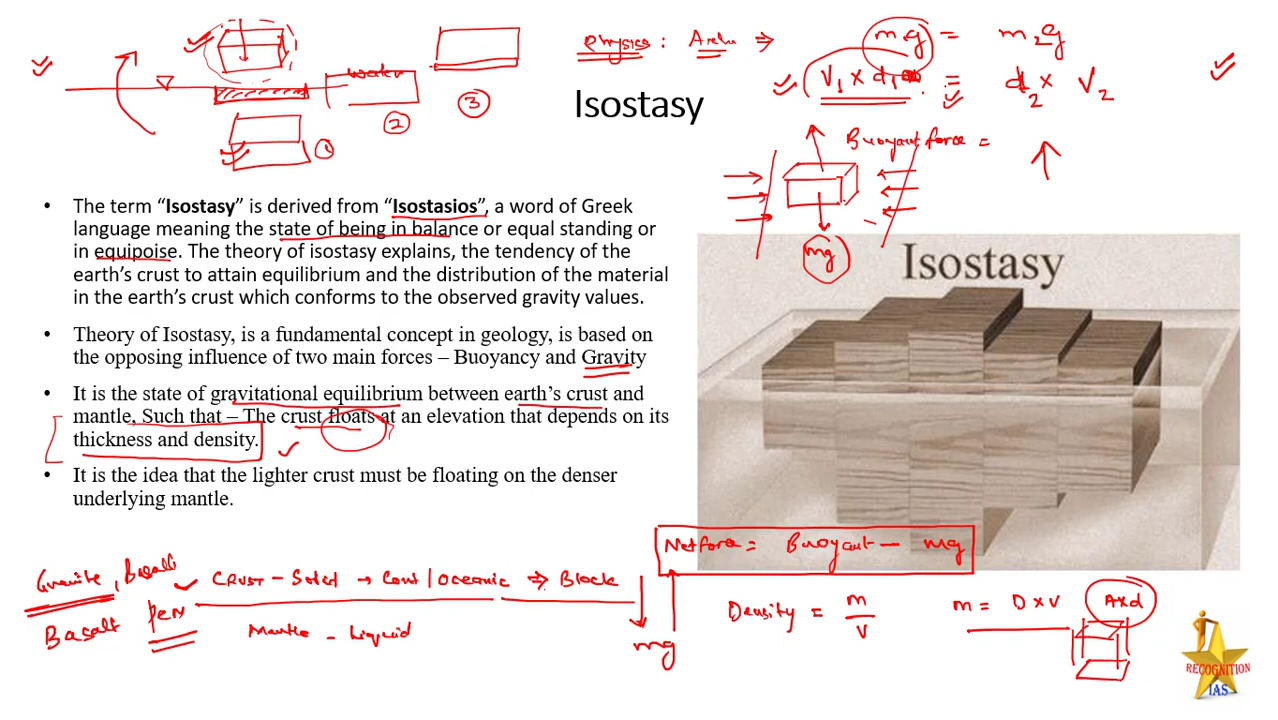 Physics : Arch ⇒ m1g = m2g
V1 × d1 = d2 × V2
water
Isostasy
①
②
③
Buoyant force =
mg
• The term “Isostasy” is derived from “Isostasios”, a word of Greek
language meaning the state of being in balance or equal standing or
in equipoise. The theory of isostasy explains, the tendency of the
earth’s crust to attain equilibrium and the distribution of the material
in the earth’s crust which conforms to the observed gravity values.
• Theory of Isostasy, is a fundamental concept in geology, is based on
the opposing influence of two main forces – Buoyancy and Gravity
• It is the state of gravitational equilibrium between earth’s crust and
mantle, Such that – The crust floats at an elevation that depends on its
thickness and density.
• It is the idea that the lighter crust must be floating on the denser
underlying mantle.
Isostasy
Net force = Buoyant – mg
Granite, Basalt
CRUST – Solid → Cont / Oceanic ⇒ Block
Basalt
Mantle – Liquid
mg
Density = m
V
m = D × V
A×d
RECOGNITION
IAS